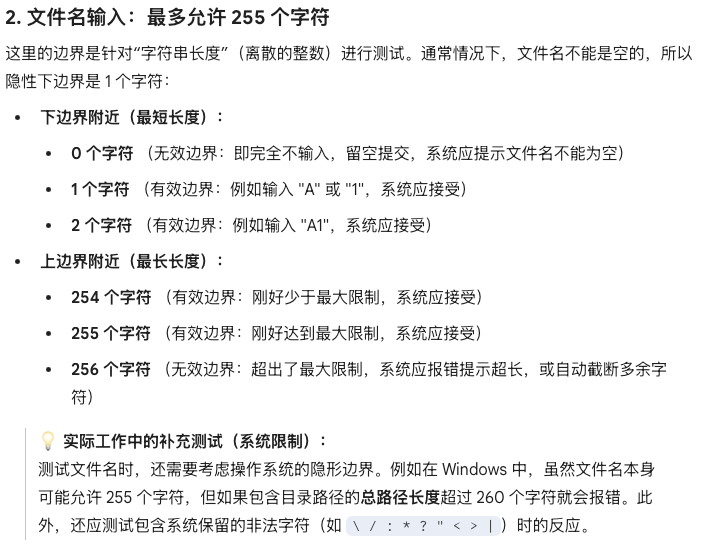 2. 文件名输入：最多允许 255 个字符
这里的边界是针对“字符串长度”（离散的整数）进行测试。通常情况下，文件名不能是空的，所以
隐性下边界是 1 个字符：
• 下边界附近（最短长度）：
• 0 个字符 （无效边界：即完全不输入，留空提交，系统应提示文件名不能为空）
• 1 个字符 （有效边界：例如输入 "A" 或 "1"，系统应接受）
• 2 个字符 （有效边界：例如输入 "A1"，系统应接受）
• 上边界附近（最长长度）：
• 254 个字符 （有效边界：刚好少于最大限制，系统应接受）
• 255 个字符 （有效边界：刚好达到最大限制，系统应接受）
• 256 个字符 （无效边界：超出了最大限制，系统应报错提示超长，或自动截断多余字
符）
💡 实际工作中的补充测试（系统限制）：
测试文件名时，还需要考虑操作系统的隐形边界。例如在 Windows 中，虽然文件名本身
可能允许 255 个字符，但如果包含目录路径的总路径长度超过 260 个字符就会报错。此
外，还应测试包含系统保留的非法字符（如 \ / : * ? " < > |）时的反应。